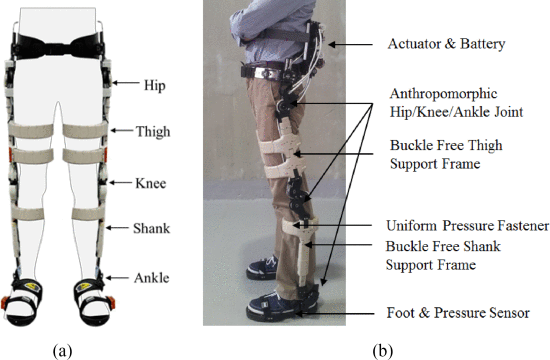 Hip
Thigh
Knee
Shank
Ankle
(a)
Actuator & Battery
Anthropomorphic
Hip/Knee/Ankle Joint
Buckle Free Thigh
Support Frame
Uniform Pressure Fastener
Buckle Free Shank
Support Frame
Foot & Pressure Sensor
(b)